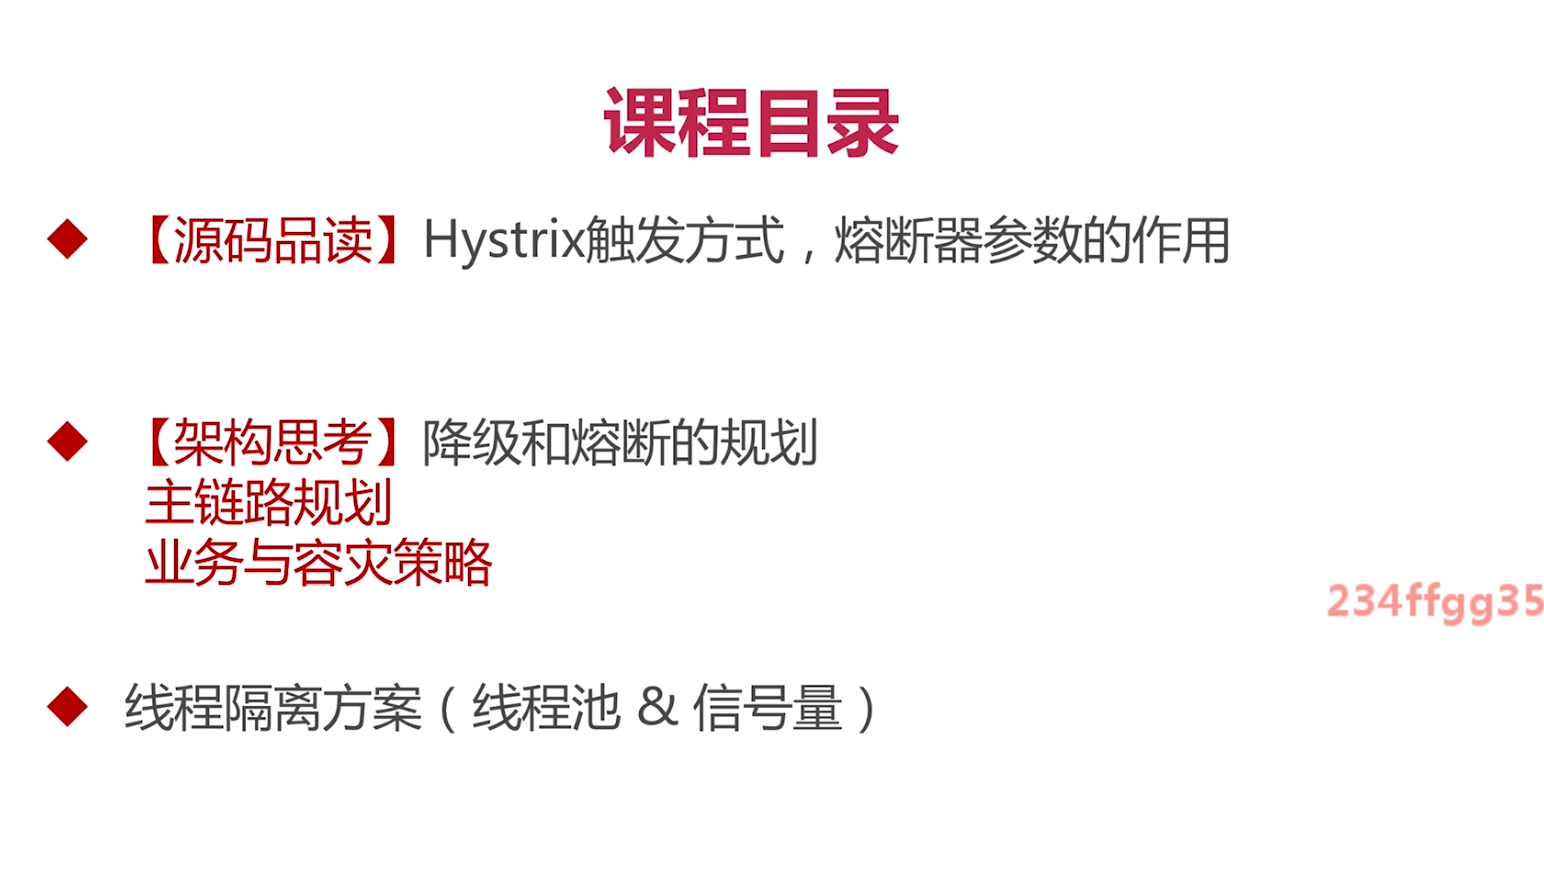 课程目录
【源码品读】Hystrix触发方式，熔断器参数的作用
【架构思考】降级和熔断的规划
主链路规划
业务与容灾策略
234ffgg35
线程隔离方案（线程池 & 信号量）